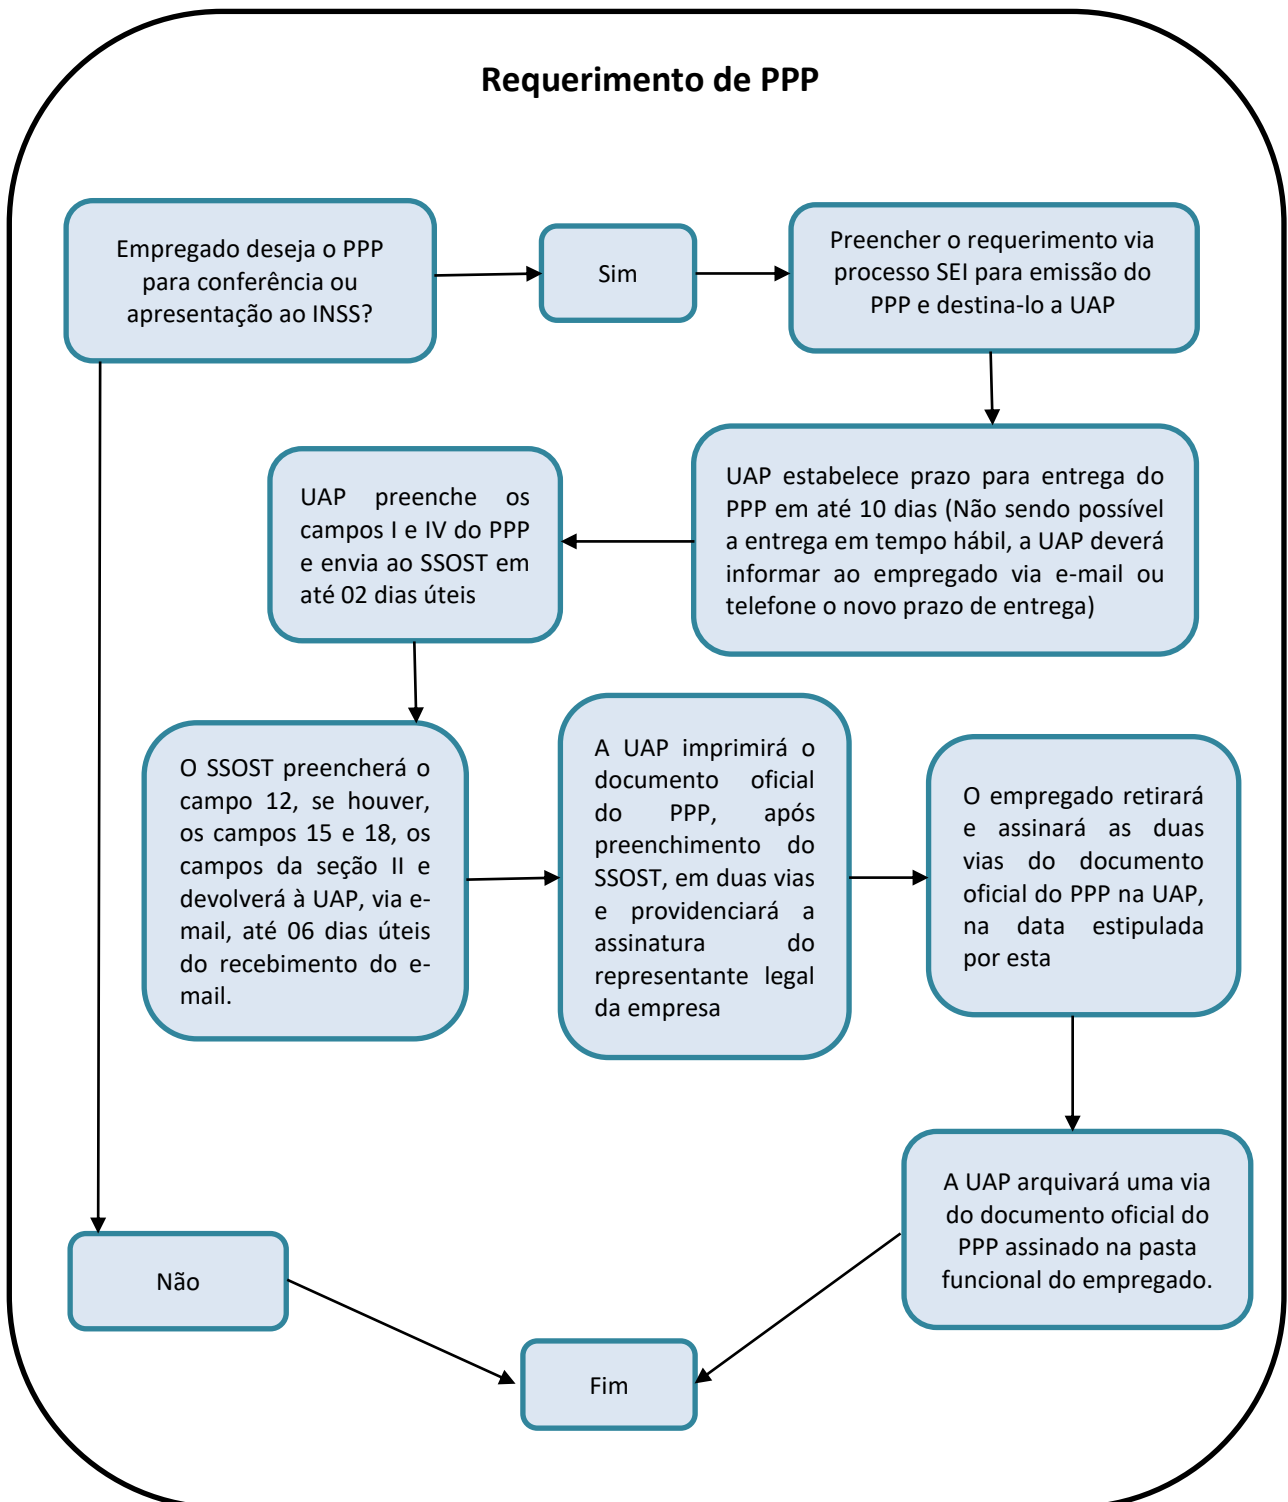 Requerimento de PPP
Empregado deseja o PPP
para conferência ou
apresentação ao INSS?
Sim
Preencher o requerimento via
processo SEI para emissão do
PPP e destina-lo a UAP
UAP estabelece prazo para entrega do
PPP em até 10 dias (Não sendo possível
a entrega em tempo hábil, a UAP deverá
informar ao empregado via e-mail ou
telefone o novo prazo de entrega)
UAP preenche os
campos I e IV do PPP
e envia ao SSOST em
até 02 dias úteis
O SSOST preencherá o
campo 12, se houver,
os campos 15 e 18, os
campos da seção II e
devolverá à UAP, via e-
mail, até 06 dias úteis
do recebimento do e-
mail.
A UAP imprimirá o
documento oficial
do PPP, após
preenchimento do
SSOST, em duas vias
e providenciará a
assinatura do
representante legal
da empresa
O empregado retirará
e assinará as duas
vias do documento
oficial do PPP na UAP,
na data estipulada
por esta
A UAP arquivará uma via
do documento oficial do
PPP assinado na pasta
funcional do empregado.
Não
Fim